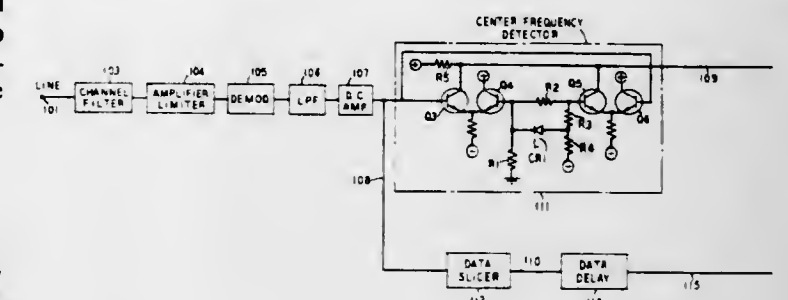 CENTER FREQUENCY
DETECTOR
LINE
101
103
CHANNEL
FILTER
104
AMPLIFIER
LIMITER
105
DEMOD
106
LPF
107
D.C.
AMP
R5
Q3
Q4
R2
Q5
R3
Q6
R4
R1
CR1
109
111
108
DATA
SLICER
110
DATA
DELAY
115